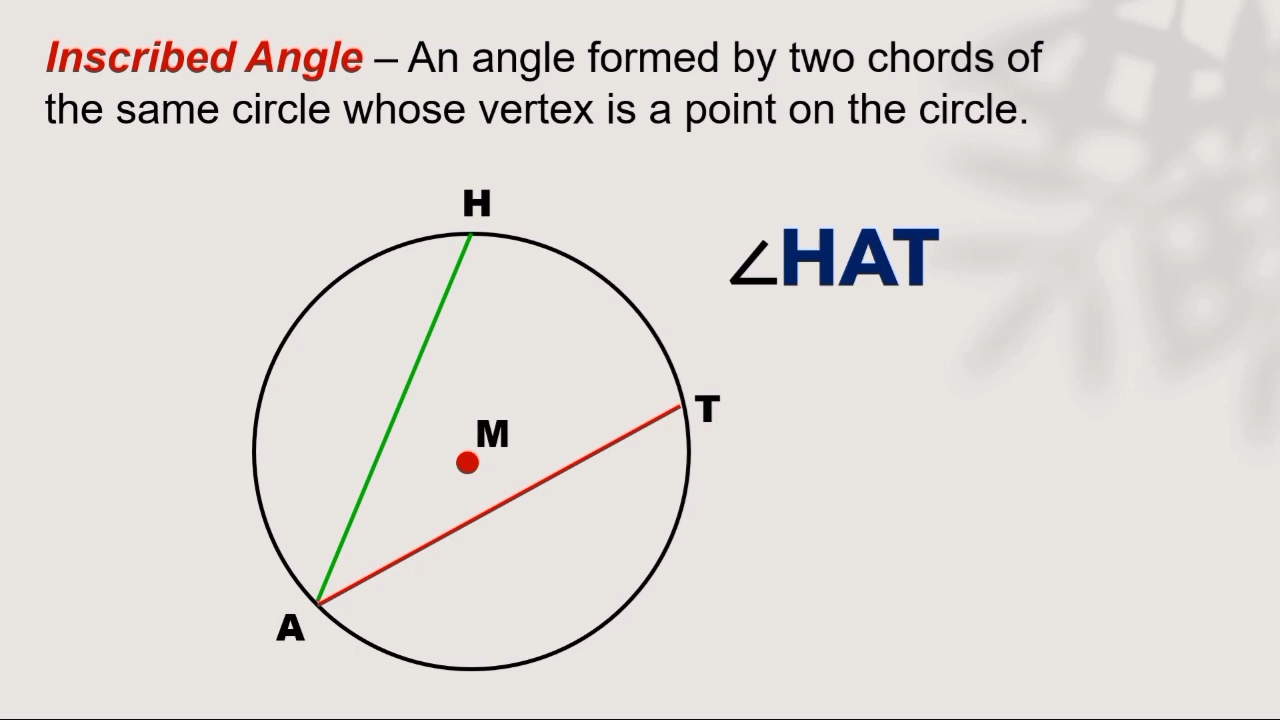 Inscribed Angle – An angle formed by two chords of
the same circle whose vertex is a point on the circle.
H
∠HAT
T
M
A